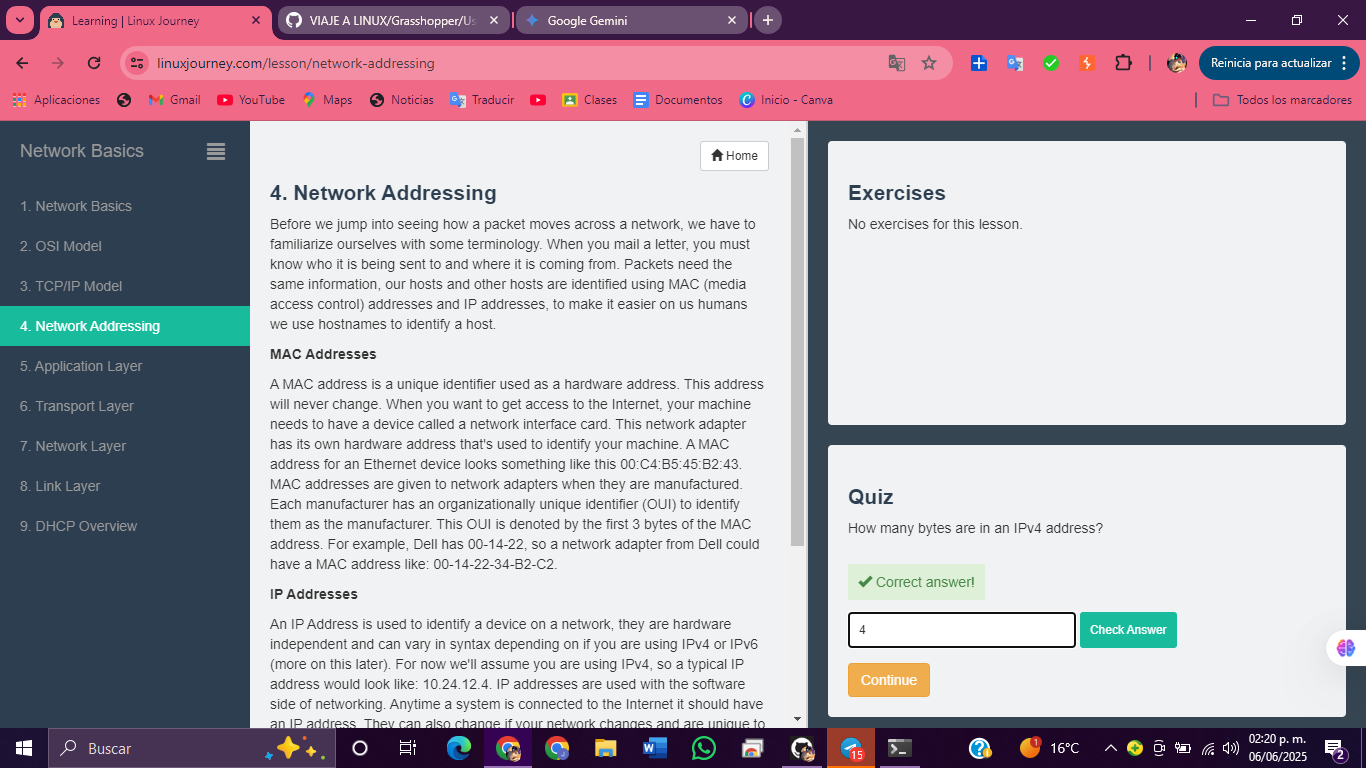 Learning | Linux Journey
VIAJE A LINUX/Grasshopper/Us
Google Gemini
linuxjourney.com/lesson/network-addressing
Reinicia para actualizar
Aplicaciones
Gmail
YouTube
Maps
Noticias
Traducir
Clases
Documentos
Inicio - Canva
Todos los marcadores
Network Basics
1. Network Basics
2. OSI Model
3. TCP/IP Model
4. Network Addressing
5. Application Layer
6. Transport Layer
7. Network Layer
8. Link Layer
9. DHCP Overview
Home
4. Network Addressing
Before we jump into seeing how a packet moves across a network, we have to
familiarize ourselves with some terminology. When you mail a letter, you must
know who it is being sent to and where it is coming from. Packets need the
same information, our hosts and other hosts are identified using MAC (media
access control) addresses and IP addresses, to make it easier on us humans
we use hostnames to identify a host.
MAC Addresses
A MAC address is a unique identifier used as a hardware address. This address
will never change. When you want to get access to the Internet, your machine
needs to have a device called a network interface card. This network adapter
has its own hardware address that's used to identify your machine. A MAC
address for an Ethernet device looks something like this 00:C4:B5:45:B2:43.
MAC addresses are given to network adapters when they are manufactured.
Each manufacturer has an organizationally unique identifier (OUI) to identify
them as the manufacturer. This OUI is denoted by the first 3 bytes of the MAC
address. For example, Dell has 00-14-22, so a network adapter from Dell could
have a MAC address like: 00-14-22-34-B2-C2.
IP Addresses
An IP Address is used to identify a device on a network, they are hardware
independent and can vary in syntax depending on if you are using IPv4 or IPv6
(more on this later). For now we'll assume you are using IPv4, so a typical IP
address would look like: 10.24.12.4. IP addresses are used with the software
side of networking. Anytime a system is connected to the Internet it should have
an IP address. They can also change if your network changes and are unique to
Exercises
No exercises for this lesson.
Quiz
How many bytes are in an IPv4 address?
Correct answer!
4
Check Answer
Continue
Buscar
15
1
16°C
02:20 p. m.
06/06/2025
2